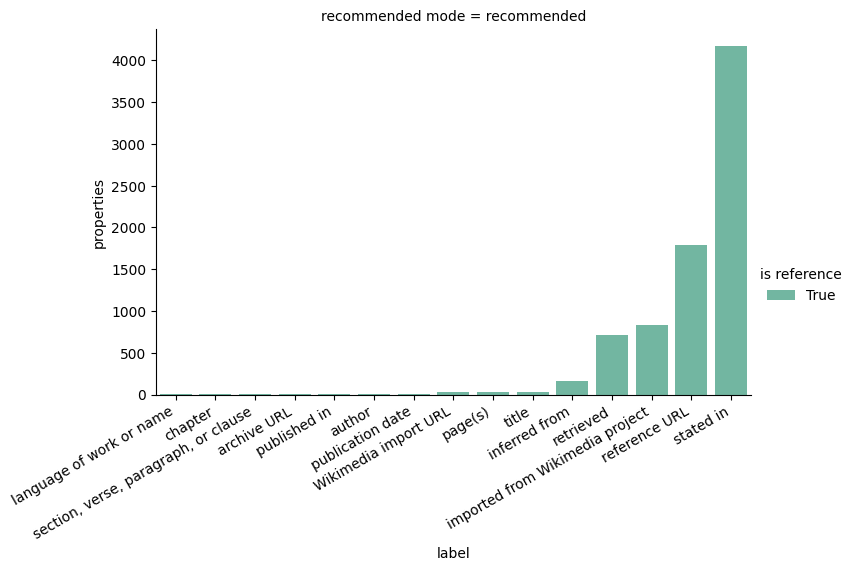 recommended mode = recommended
properties
4000
3500
3000
2500
2000
1500
1000
500
0
is reference
True
language of work or name
chapter
section, verse, paragraph, or clause
archive URL
published in
author
publication date
Wikimedia import URL
page(s)
title
inferred from
retrieved
imported from Wikimedia project
reference URL
stated in
label